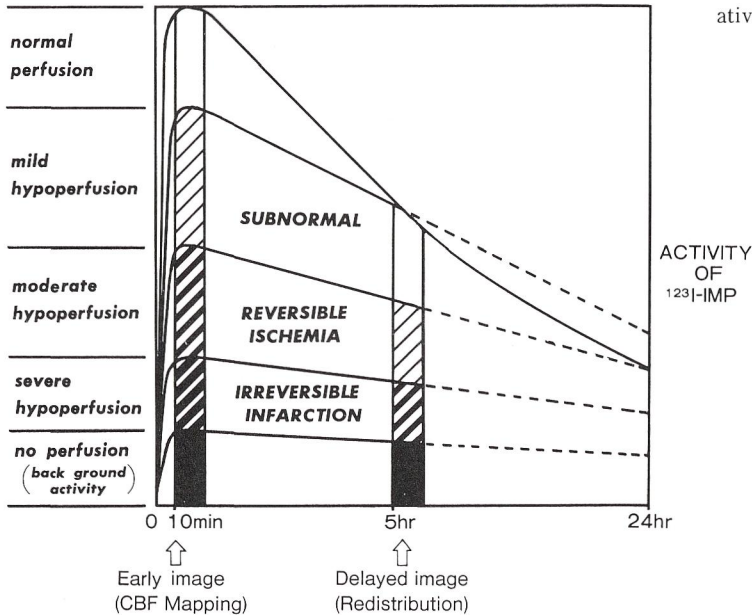 ativ
normal
perfusion
mild
hypoperfusion
moderate
hypoperfusion
severe
hypoperfusion
no perfusion
(back ground
activity)
SUBNORMAL
REVERSIBLE
ISCHEMIA
IRREVERSIBLE
INFARCTION
ACTIVITY
OF
¹²³I-IMP
0 10min 5hr 24hr
Early image
(CBF Mapping)
Delayed image
(Redistribution)